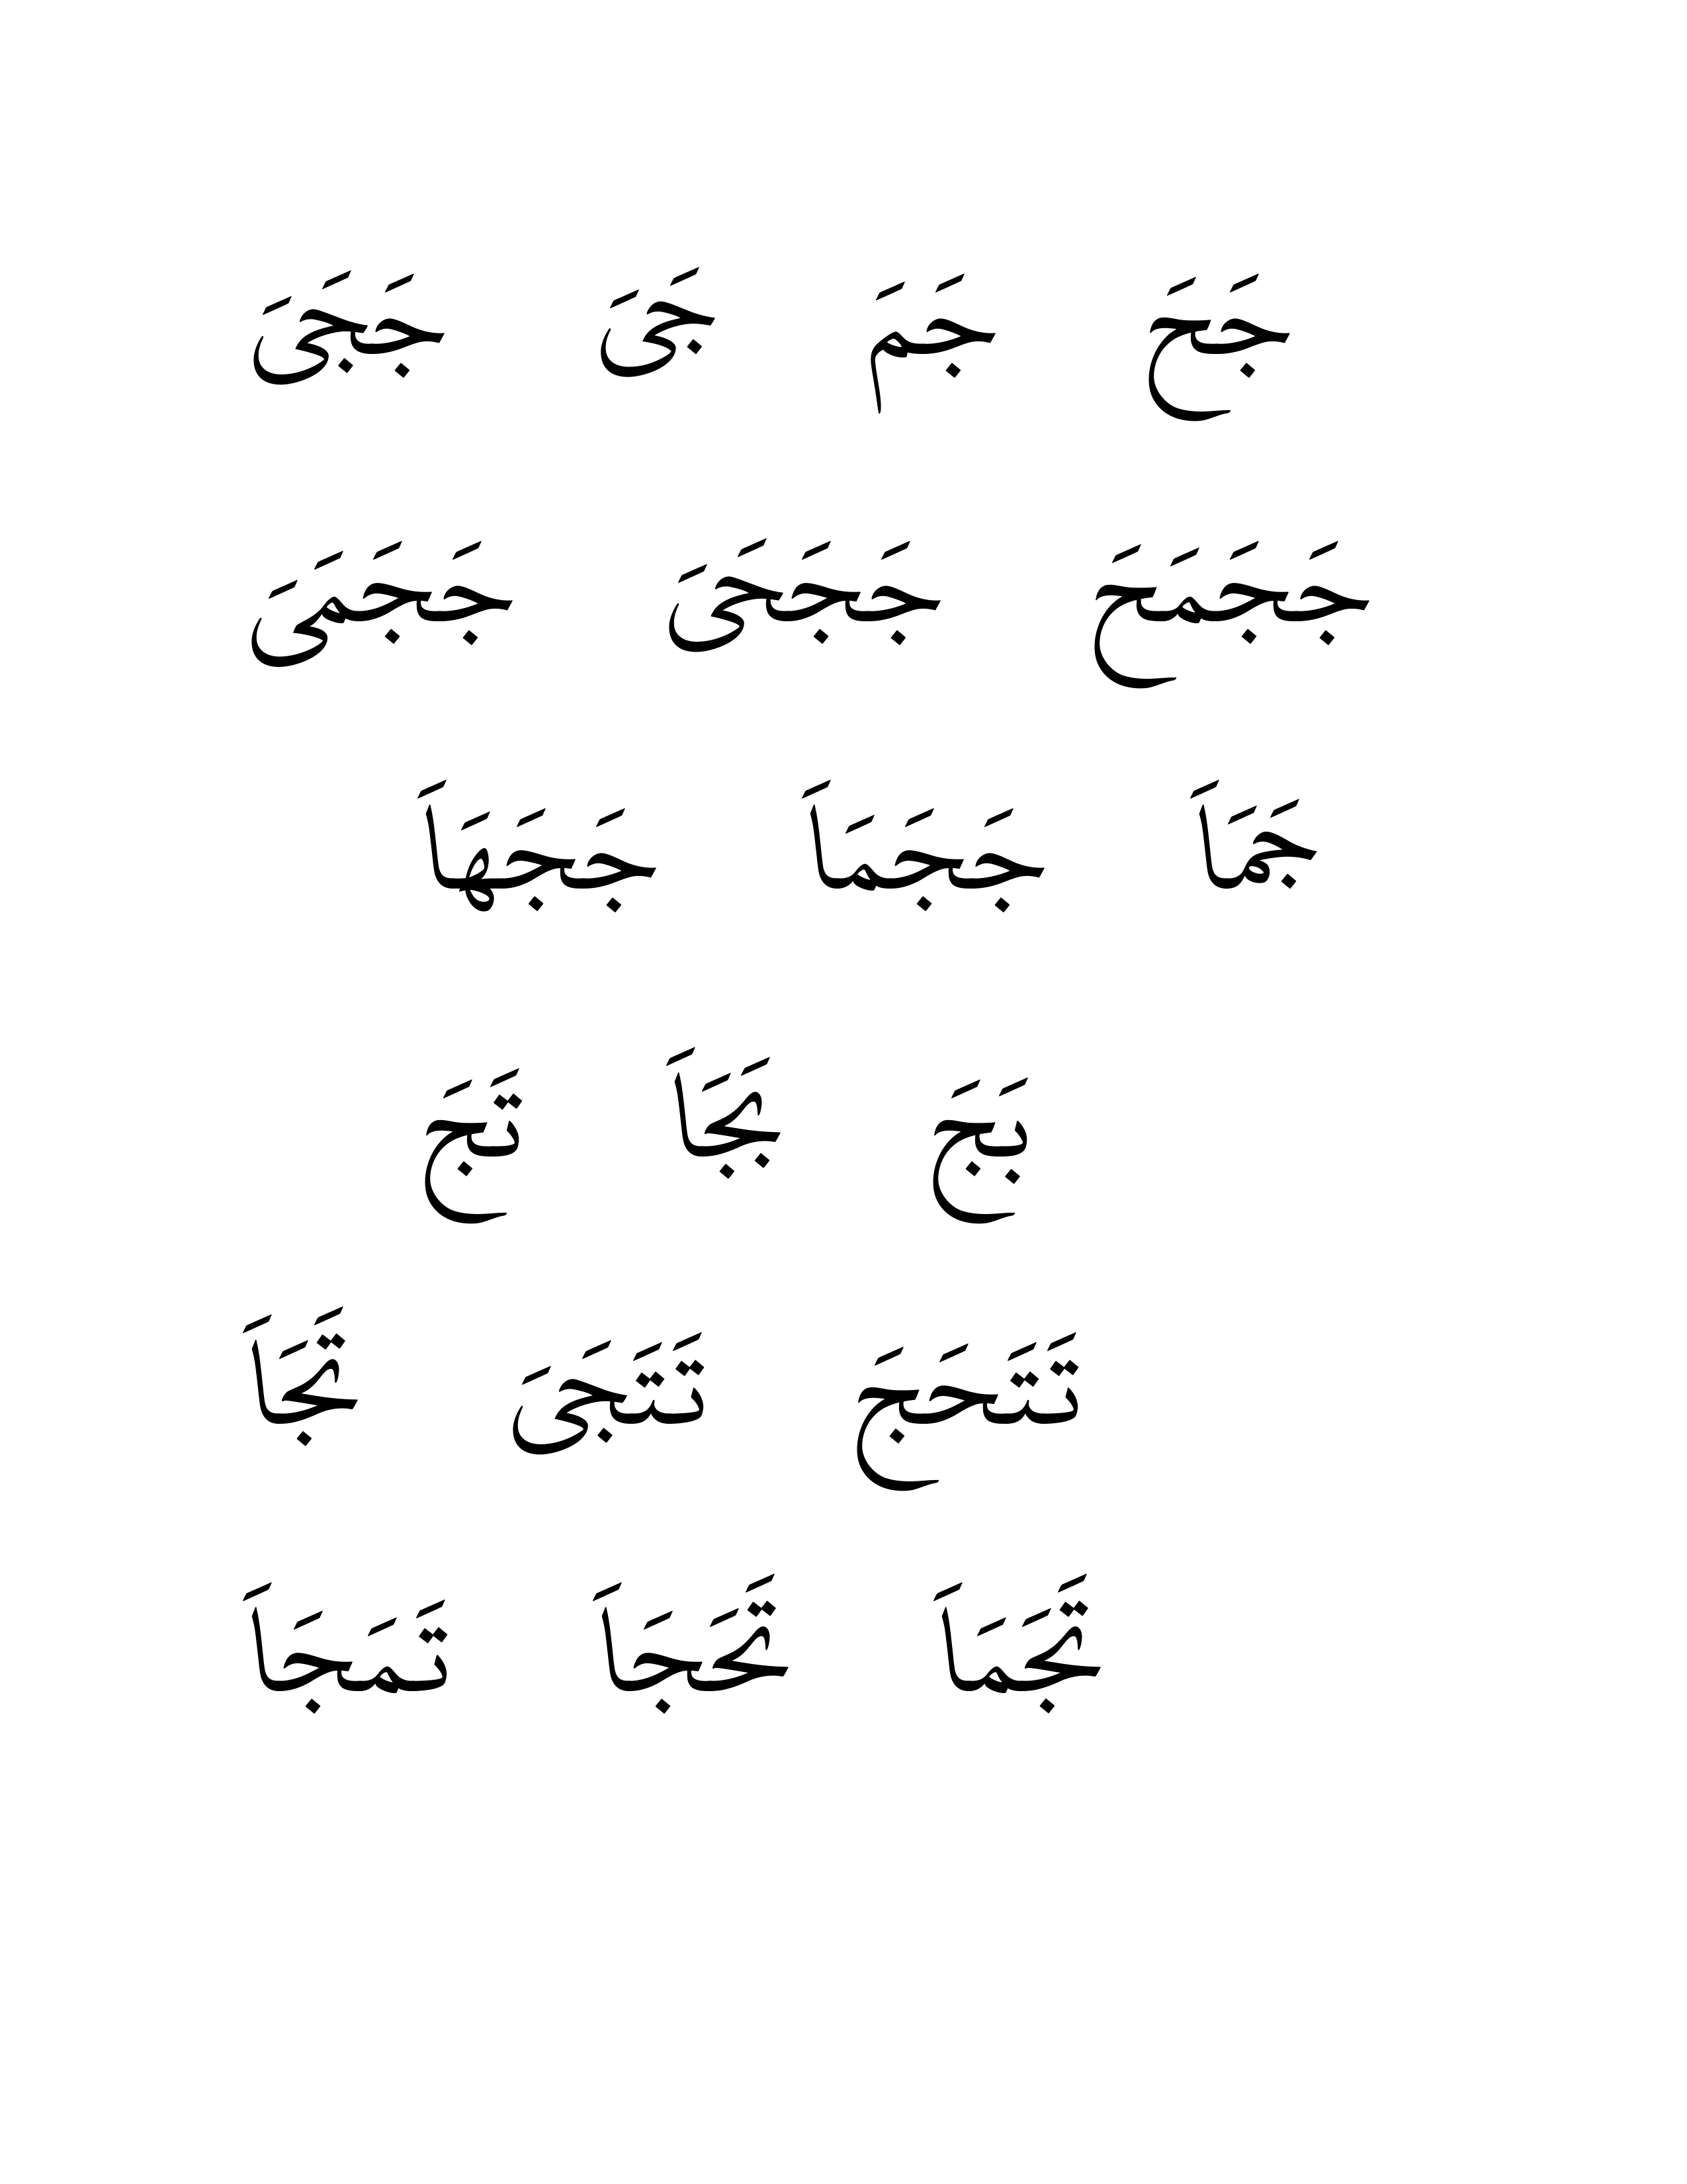 جَحَ جَمَ جَىَ جَجَىَ
جَجَمَحَ جَجَحَىَ جَجَمَىَ
جَمَاَ جَجَمَاَ جَجَهَاَ
بَجَ بَجَاَ تَجَ
تَتَحَجَ تَتَجَىَ تَجَاَ
تَجَمَاَ تَحَجَاَ تَمَجَاَ